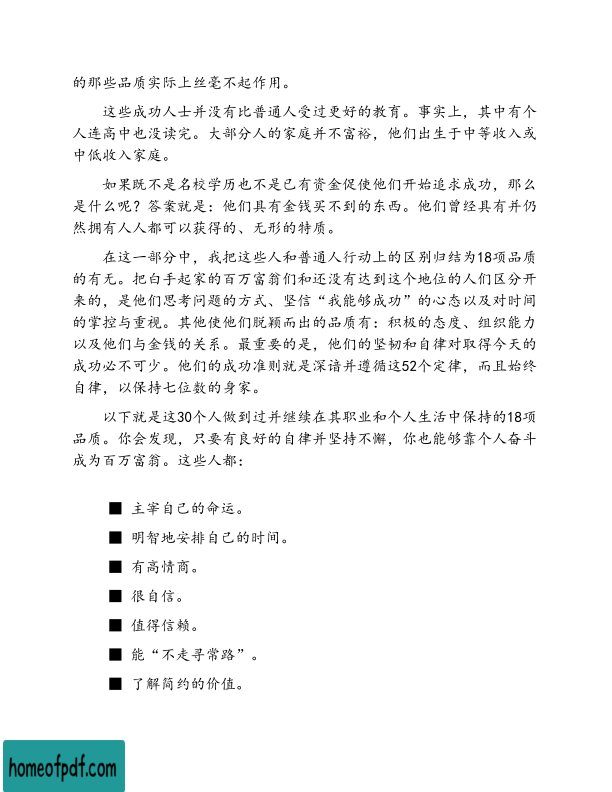 的那些品质实际上丝毫不起作用。
这些成功人士并没有比普通人受过更好的教育。事实上，其中有个
人连高中也没读完。大部分人的家庭并不富裕，他们出生于中等收入或
中低收入家庭。
如果既不是名校学历也不是已有资金促使他们开始追求成功，那么
是什么呢？答案就是：他们具有金钱买不到的东西。他们曾经具有并仍
然拥有人人都可以获得的、无形的特质。
在这一部分中，我把这些人和普通人行动上的区别归结为18项品质
的有无。把白手起家的百万富翁们和还没有达到这个地位的人们区分开
来的，是他们思考问题的方式、坚信“我能够成功”的心态以及对时间
的掌控与重视。其他使他们脱颖而出的品质有：积极的态度、组织能力
以及他们与金钱的关系。最重要的是，他们的坚韧和自律对取得今天的
成功必不可少。他们的成功准则就是深谙并遵循这52个定律，而且始终
自律，以保持七位数的身家。
以下就是这30个人做到过并继续在其职业和个人生活中保持的18项
品质。你会发现，只要有良好的自律并坚持不懈，你也能够靠个人奋斗
成为百万富翁。这些人都：
■ 主宰自己的命运。
■ 明智地安排自己的时间。
■ 有高情商。
■ 很自信。
■ 值得信赖。
■ 能“不走寻常路”。
■ 了解简约的价值。
homeofpdf.com